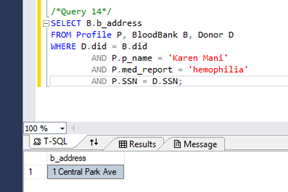 /*Query 14*/
SELECT B.b_address
FROM Profile P, BloodBank B, Donor D
WHERE D.did = B.did
AND P.p_name = 'Karen Mani'
AND P.med_report = 'hemophilia'
AND P.SSN = D.SSN;
100 %
T-SQL Results Message
b_address
1 1 Central Park Ave